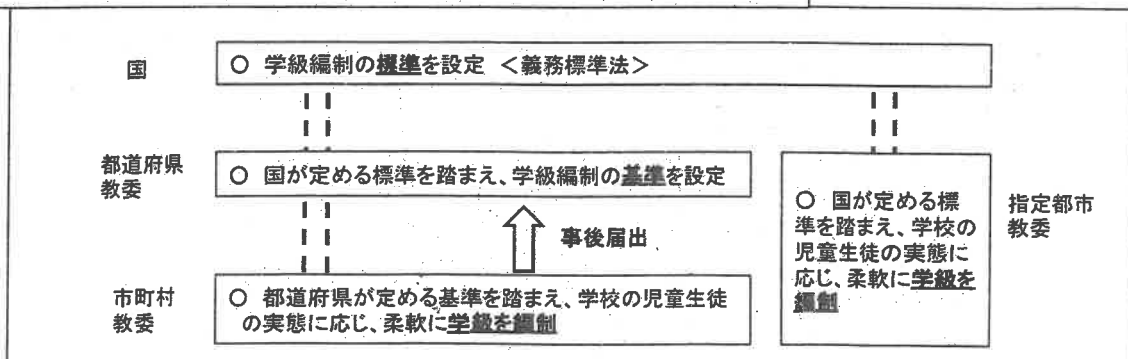 国
○ 学級編制の標準を設定 <義務標準法>
都道府県
教委
○ 国が定める標準を踏まえ、学級編制の基準を設定
事後届出
市町村
教委
○ 都道府県が定める基準を踏まえ、学校の児童生徒
の実態に応じ、柔軟に学級を編制
○ 国が定める標
準を踏まえ、学校の
児童生徒の実態に
応じ、柔軟に学級を
編制
指定都市
教委